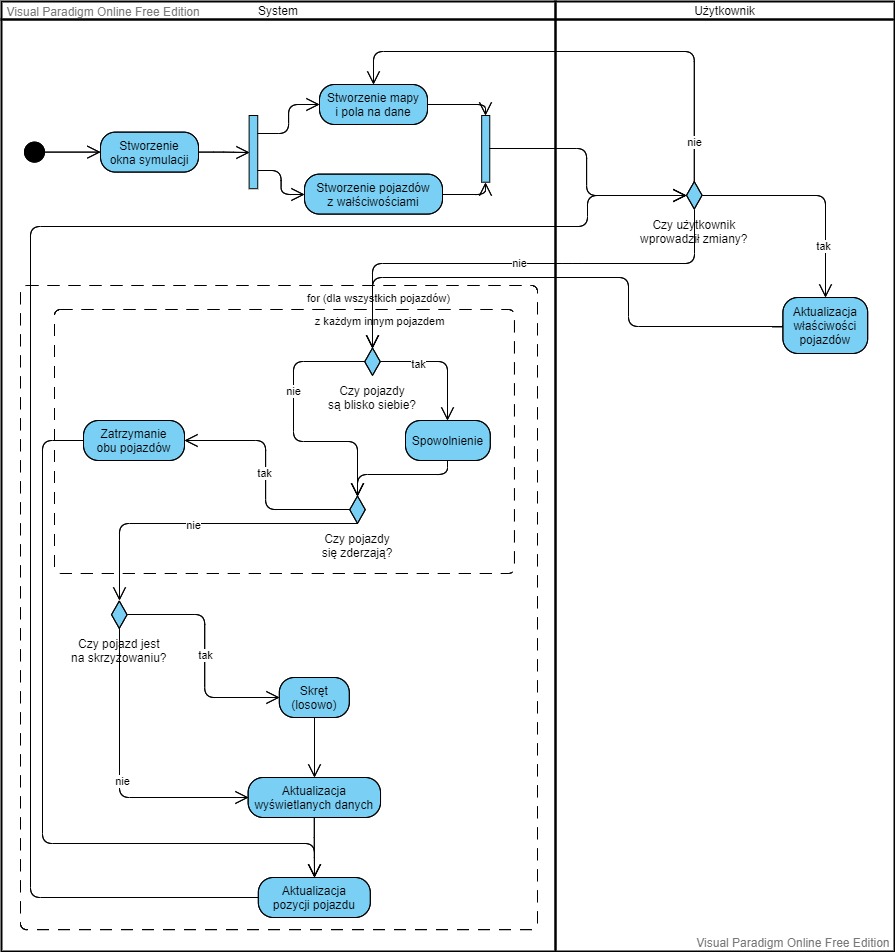 Visual Paradigm Online Free Edition
System
Użytkownik
Stworzenie mapy
i pola na dane
Stworzenie
okna symulacji
nie
Stworzenie pojazdów
z wałściwościami
Czy użytkownik
wprowadził zmiany?
tak
nie
for (dla wszystkich pojazdów)
z każdym innym pojazdem
Aktualizacja
właściwości
pojazdów
tak
nie
Czy pojazdy
są blisko siebie?
Zatrzymanie
obu pojazdów
Spowolnienie
tak
nie
Czy pojazdy
się zderzają?
Czy pojazd jest
na skrzyżowaniu?
tak
Skręt
(losowo)
nie
Aktualizacja
wyświetlanych danych
Aktualizacja
pozycji pojazdu
Visual Paradigm Online Free Edition